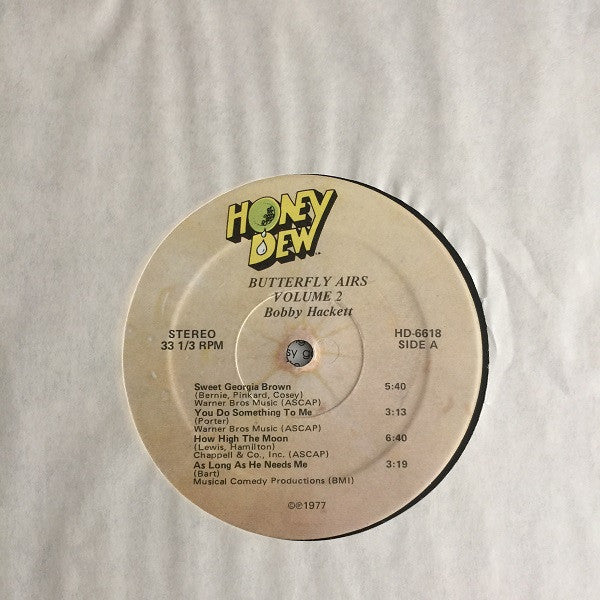 HONEY
DEW
BUTTERFLY AIRS
VOLUME 2
Bobby Hackett
STEREO
33 1/3 RPM
HD-6618
SIDE A
Sweet Georgia Brown 5:40
(Bernie, Pinkard, Cosey)
Warner Bros Music (ASCAP)
You Do Something To Me 3:13
(Porter)
Warner Bros Music (ASCAP)
How High The Moon 6:40
(Lewis, Hamilton)
Chappell & Co., Inc. (ASCAP)
As Long As He Needs Me 3:19
(Bart)
Musical Comedy Productions (BMI)
©℗1977